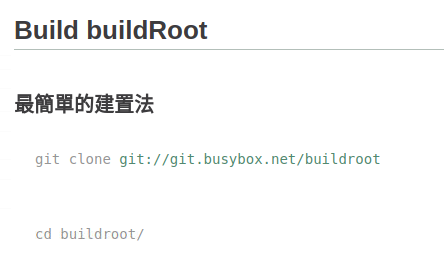 Build buildRoot
最簡單的建置法
git clone git://git.busybox.net/buildroot
cd buildroot/